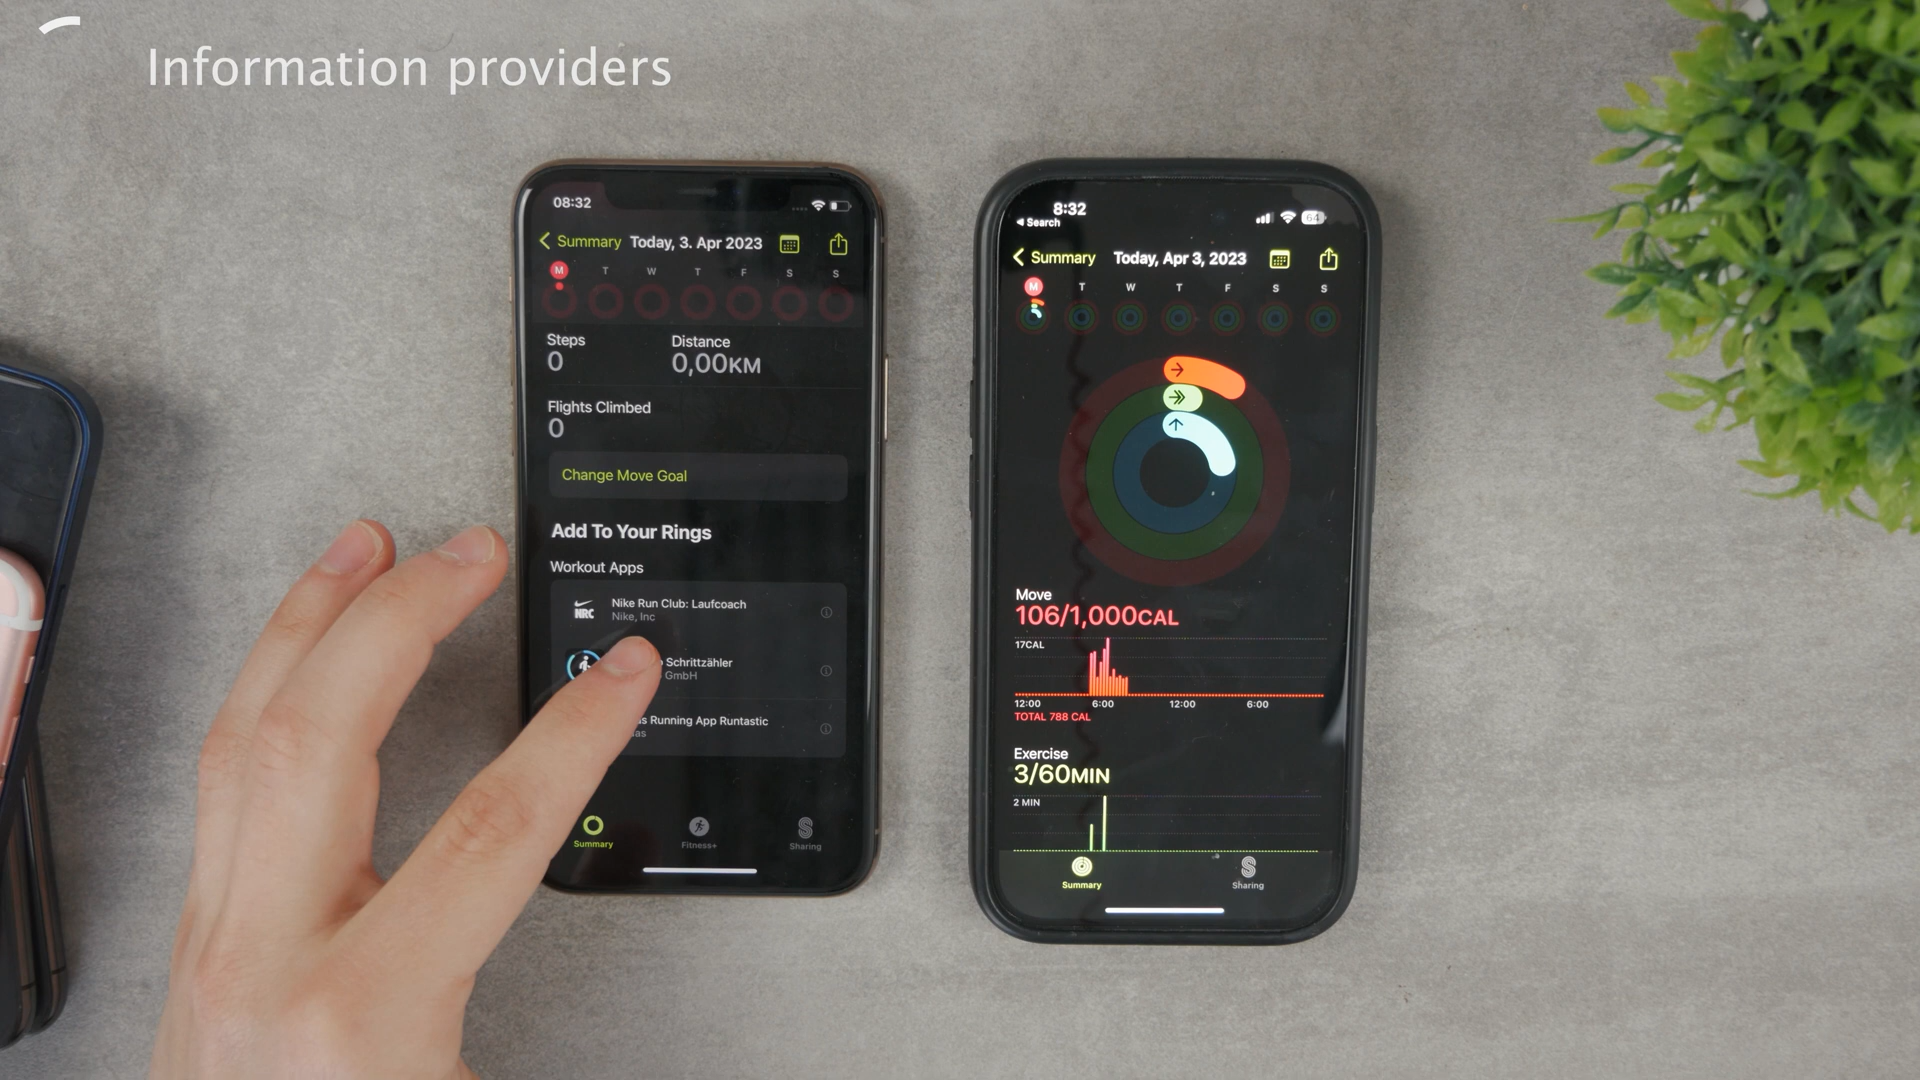 Information providers
08:32
Summary Today, 3. Apr 2023
M T W T F S S
Steps Distance
0 0,00KM
Flights Climbed
0
Change Move Goal
Add To Your Rings
Workout Apps
NRC Nike Run Club: Laufcoach
Nike, Inc
Schrittzähler
GmbH
Running App Runtastic
Summary Fitness+ Sharing
8:32 64
Search
Summary Today, Apr 3, 2023
M T W T F S S
Move
106/1,000CAL
17CAL
12:00 6:00 12:00 6:00
TOTAL 788 CAL
Exercise
3/60MIN
2 MIN
Summary Sharing